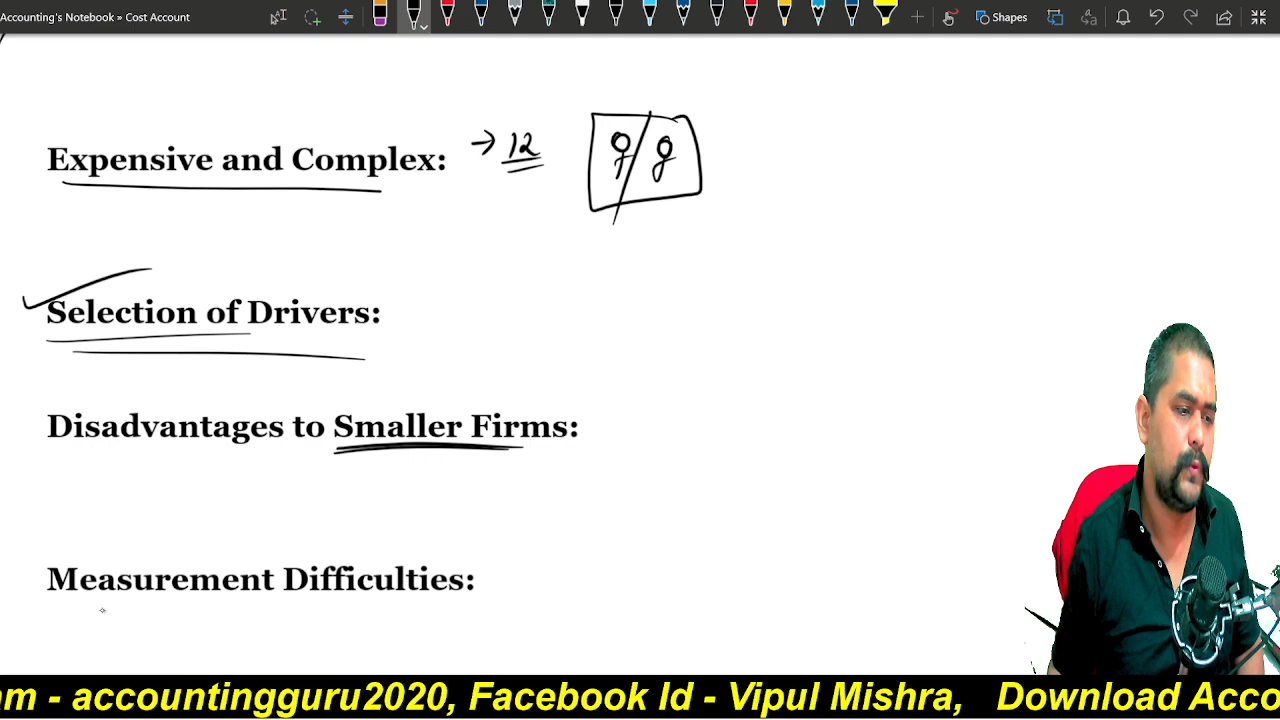 Accounting's Notebook » Cost Account
Shapes
Expensive and Complex: → 12
Selection of Drivers:
Disadvantages to Smaller Firms:
Measurement Difficulties:
am - accountingguru2020, Facebook Id - Vipul Mishra, Download Acco